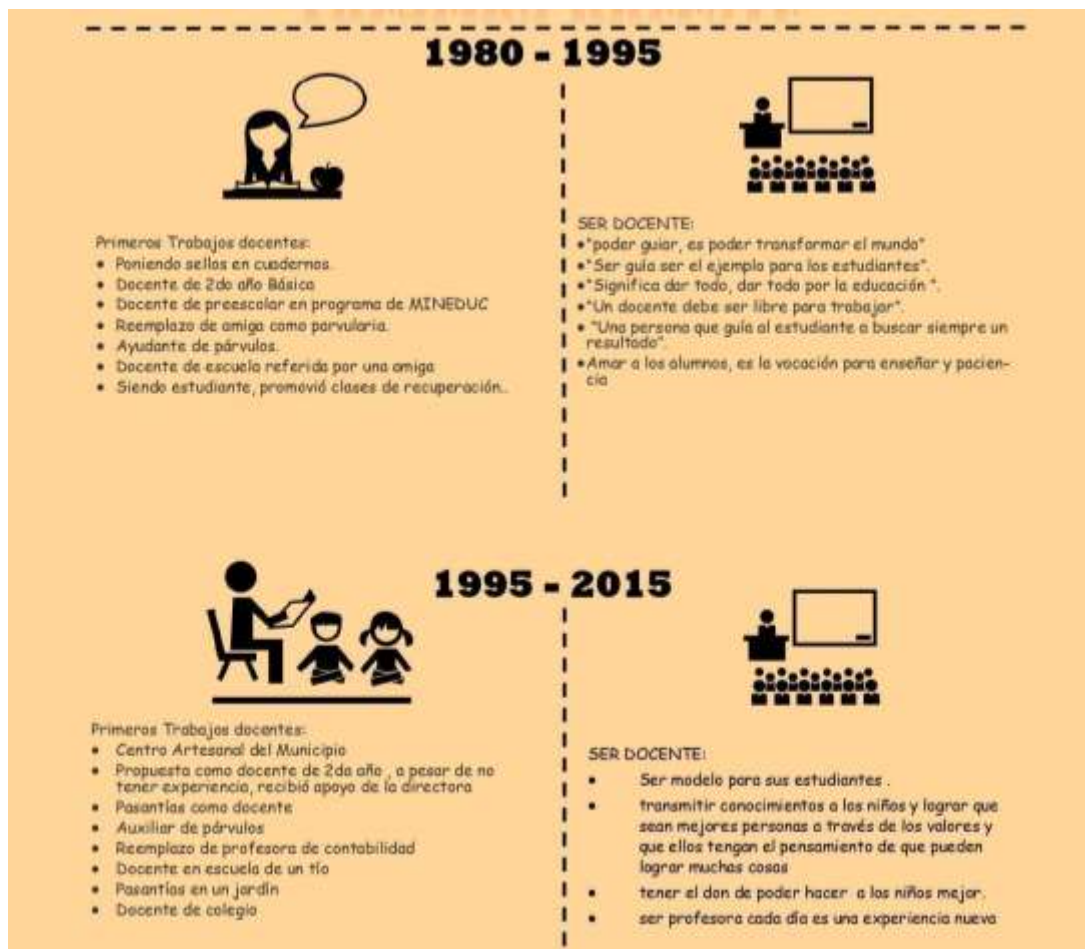 1980 - 1995
Primeros Trabajos docentes:
• Poniendo sellos en cuadernos.
• Docente de 2do año Básica
• Docente de preescolar en programa de MINEDUC
• Reemplazo de amiga como parvularia.
• Ayudante de párvulos.
• Docente de escuela referida por una amiga
• Siendo estudiante, promovió clases de recuperación..
SER DOCENTE:
•"poder guiar, es poder transformar el mundo"
•"Ser guía ser el ejemplo para los estudiantes".
•"Significa dar todo, dar todo por la educación ".
•"Un docente debe ser libre para trabajar".
• "Una persona que guía al estudiante a buscar siempre un
resultado".
•Amar a los alumnos, es la vocación para enseñar y pacien-
cia
1995 - 2015
Primeros Trabajos docentes:
• Centro Artesanal del Municipio
• Propuesta como docente de 2da año , a pesar de no
tener experiencia, recibió apoyo de la directora
• Pasantías como docente
• Auxiliar de párvulos
• Reemplazo de profesora de contabilidad
• Docente en escuela de un tío
• Pasantías en un jardín
• Docente de colegio
SER DOCENTE:
• Ser modelo para sus estudiantes .
• transmitir conocimientos a los niños y lograr que
sean mejores personas a través de los valores y
que ellos tengan el pensamiento de que pueden
lograr muchas cosas
• tener el don de poder hacer a los niños mejor.
• ser profesora cada día es una experiencia nueva